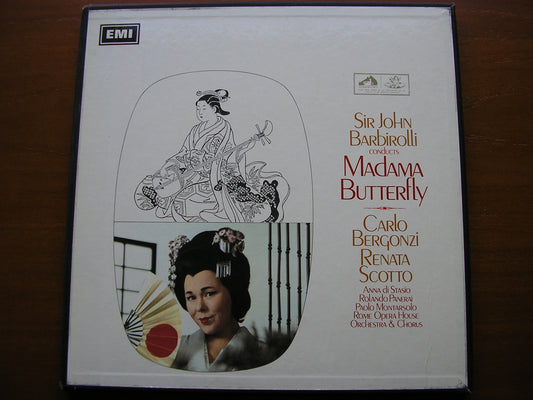 EMI
Sir John
Barbirolli
conducts
Madama
Butterfly
Carlo
Bergonzi
Renata
Scotto
Anna di Stasio
Rolando Panerai
Paolo Montarsolo
Rome Opera House
Orchestra & Chorus